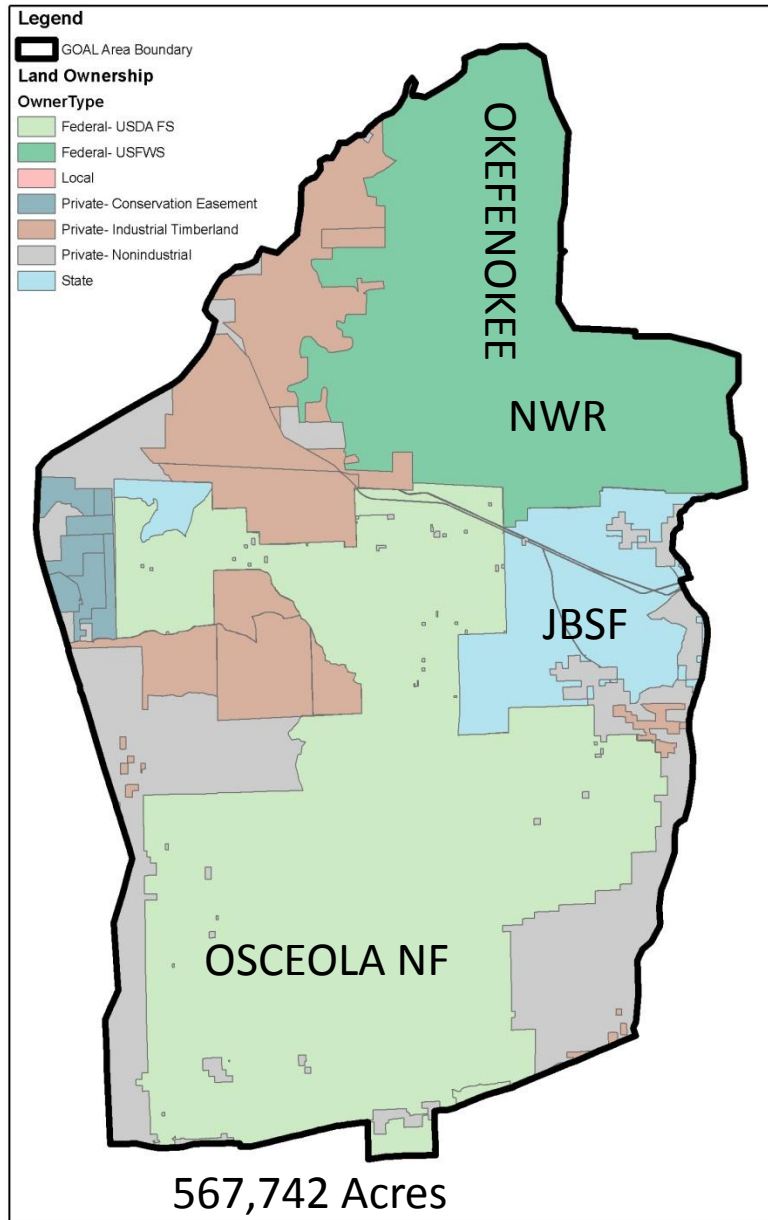 Legend
GOAL Area Boundary
Land Ownership
OwnerType
Federal- USDA FS
Federal- USFWS
Local
Private- Conservation Easement
Private- Industrial Timberland
Private- Nonindustrial
State
OKEFENOKEE
NWR
JBSF
OSCEOLA NF
567,742 Acres